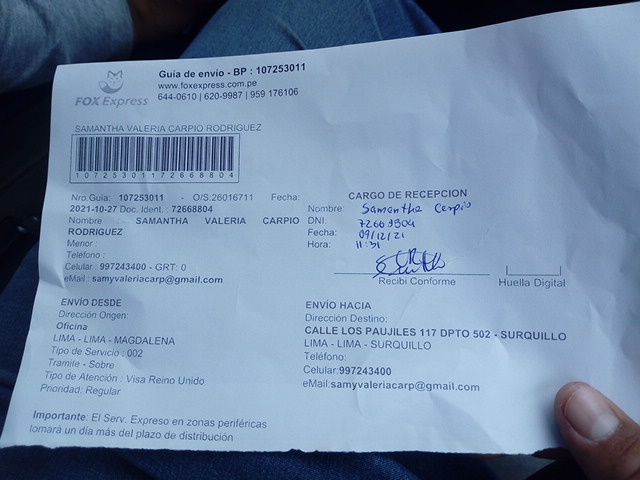 FOX Express
Guia de envío - BP : 107253011
www.foxexpress.com.pe
644-0610 | 620-9987 | 959 176106
SAMANTHA VALERIA CARPIO RODRIGUEZ
10725301172668804
Nro.Guia: 107253011 - O/S:26016711 Fecha:
2021-10-27 Doc. Ident. : 72668804
Nombre SAMANTHA VALERIA CARPIO
RODRIGUEZ
Menor :
Teléfono :
Celular : 997243400 - GRT: 0
eMail : samyvaleriacarp@gmail.com
CARGO DE RECEPCION
Nombre: Samantha Carpio
DNI:
Fecha: 09/12/21
Hora: 11:31
Recibi Conforme
Huella Digital
ENVÍO DESDE
Dirección Origen:
Oficina
LIMA - LIMA - MAGDALENA
Tipo de Servicio : 002
Tramite - Sobre
Tipo de Atención : Visa Reino Unido
Prioridad: Regular
ENVÍO HACIA
Dirección Destino:
CALLE LOS PAUJILES 117 DPTO 502 - SURQUILLO
LIMA - LIMA - SURQUILLO
Teléfono:
Celular:997243400
eMail:samyvaleriacarp@gmail.com
Importante: El Serv. Expreso en zonas periféricas
tomará un día más del plazo de distribución